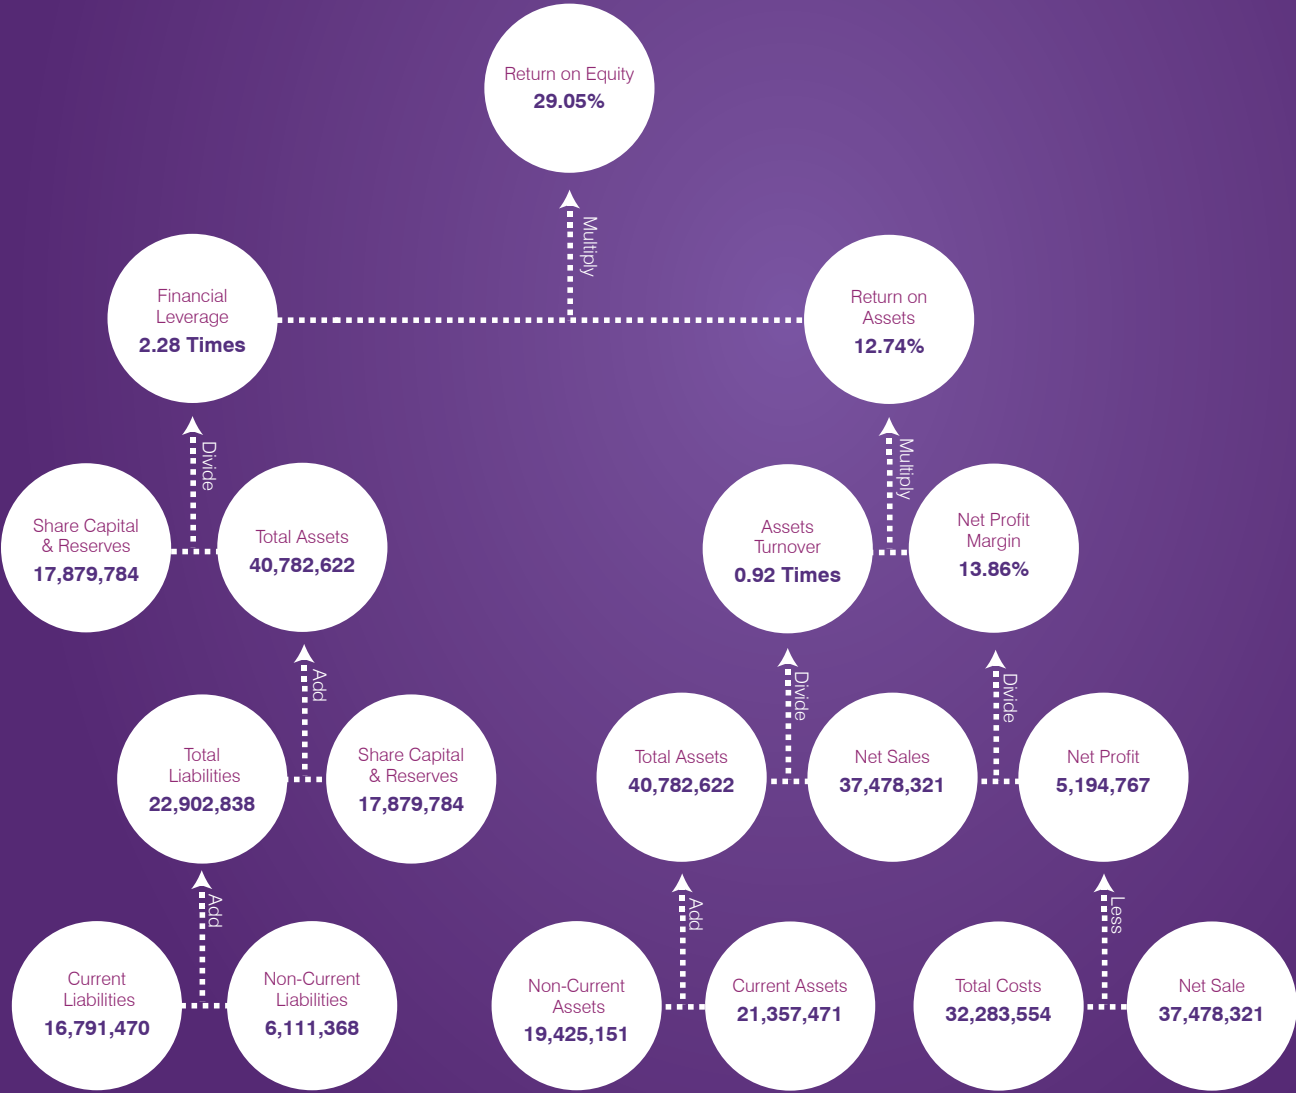 Return on Equity
29.05%
Multiply
Financial
Leverage
2.28 Times
Return on
Assets
12.74%
Divide
Multiply
Share Capital
& Reserves
17,879,784
Total Assets
40,782,622
Assets
Turnover
0.92 Times
Net Profit
Margin
13.86%
Add
Divide
Divide
Total
Liabilities
22,902,838
Share Capital
& Reserves
17,879,784
Total Assets
40,782,622
Net Sales
37,478,321
Net Profit
5,194,767
Add
Add
Less
Current
Liabilities
16,791,470
Non-Current
Liabilities
6,111,368
Non-Current
Assets
19,425,151
Current Assets
21,357,471
Total Costs
32,283,554
Net Sale
37,478,321